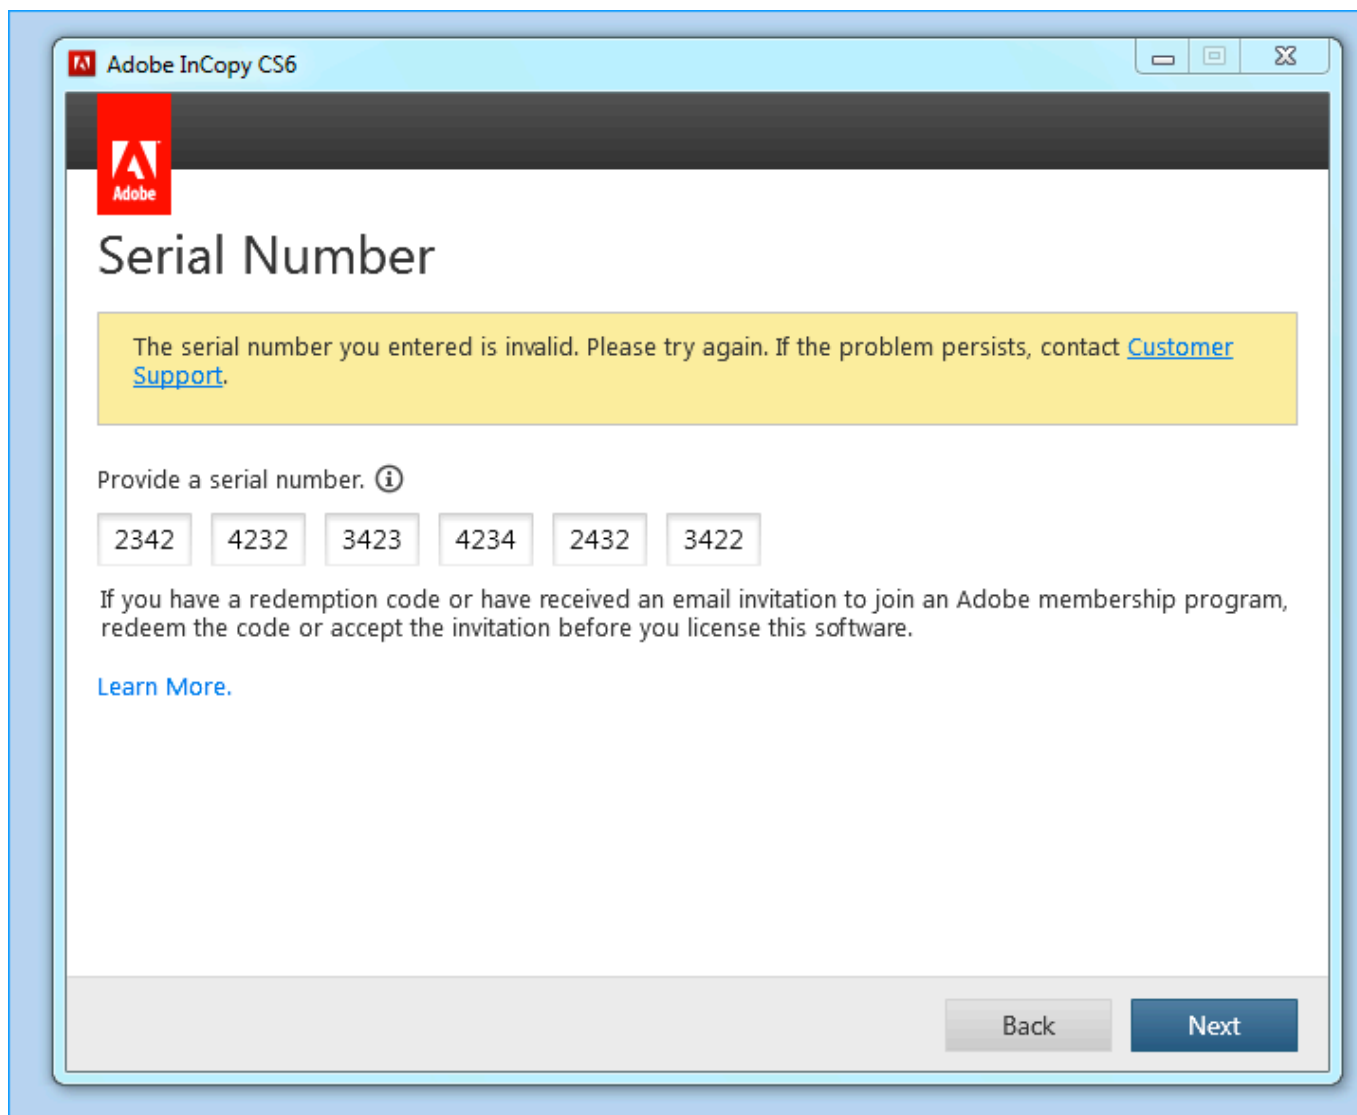 Adobe InCopy CS6
Adobe
Serial Number
The serial number you entered is invalid. Please try again. If the problem persists, contact Customer
Support.
Provide a serial number.
2342 4232 3423 4234 2432 3422
If you have a redemption code or have received an email invitation to join an Adobe membership program,
redeem the code or accept the invitation before you license this software.
Learn More.
Back Next